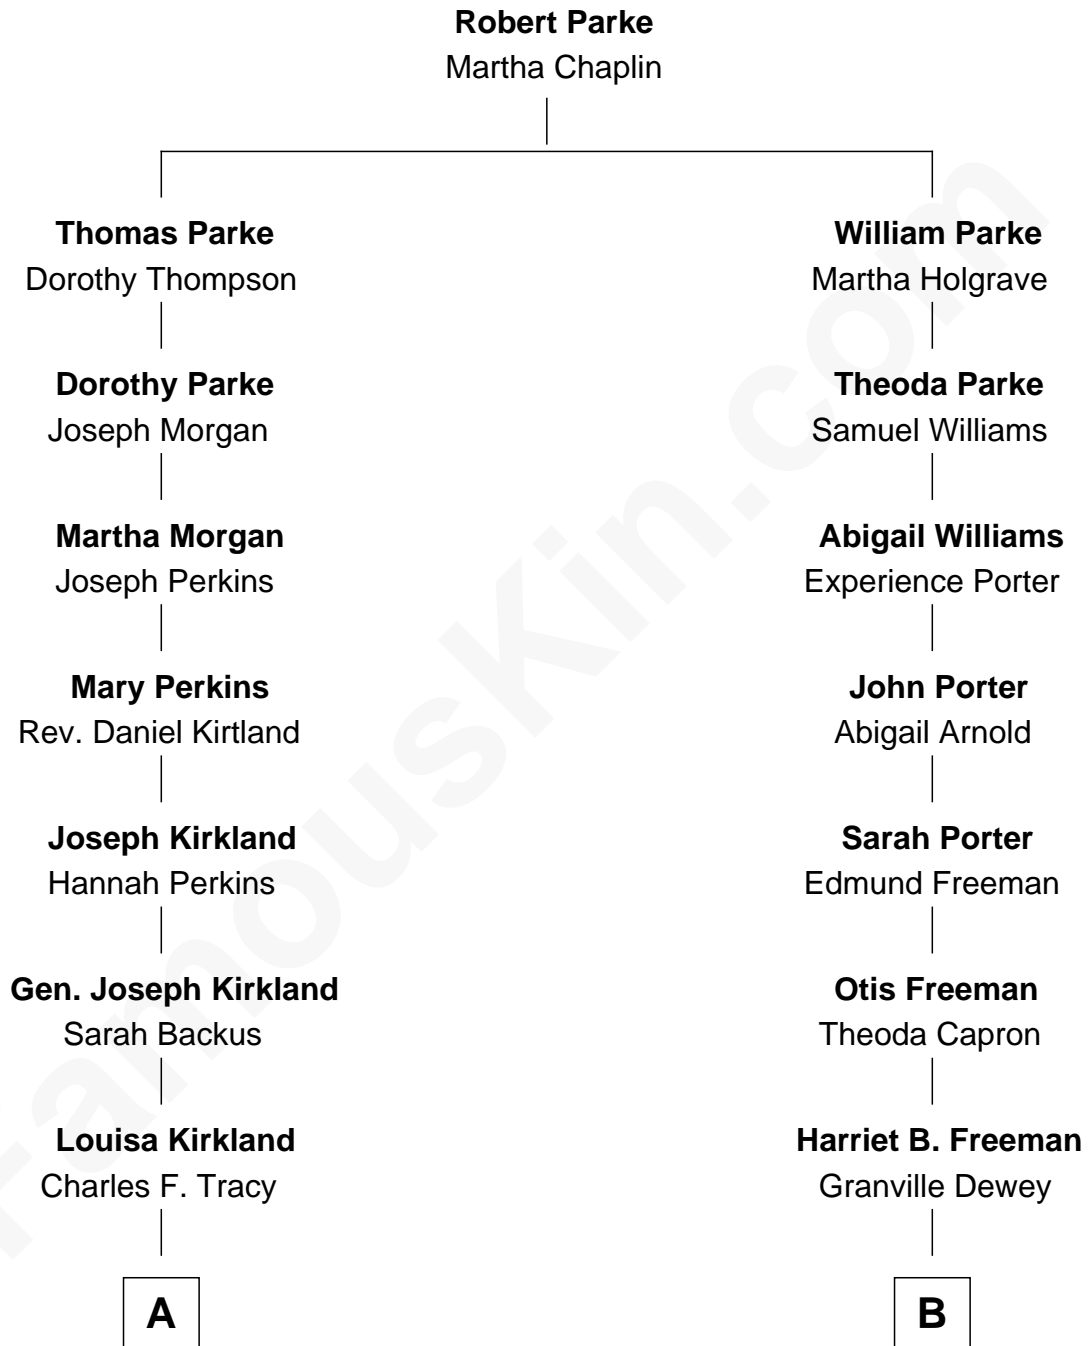 Robert Parke
Martha Chaplin
Thomas Parke
Dorothy Thompson
William Parke
Martha Holgrave
Dorothy Parke
Joseph Morgan
Theoda Parke
Samuel Williams
Martha Morgan
Joseph Perkins
Abigail Williams
Experience Porter
Mary Perkins
Rev. Daniel Kirtland
John Porter
Abigail Arnold
Joseph Kirkland
Hannah Perkins
Sarah Porter
Edmund Freeman
Gen. Joseph Kirkland
Sarah Backus
Otis Freeman
Theoda Capron
Louisa Kirkland
Charles F. Tracy
Harriet B. Freeman
Granville Dewey
A
B
FamousKin.com